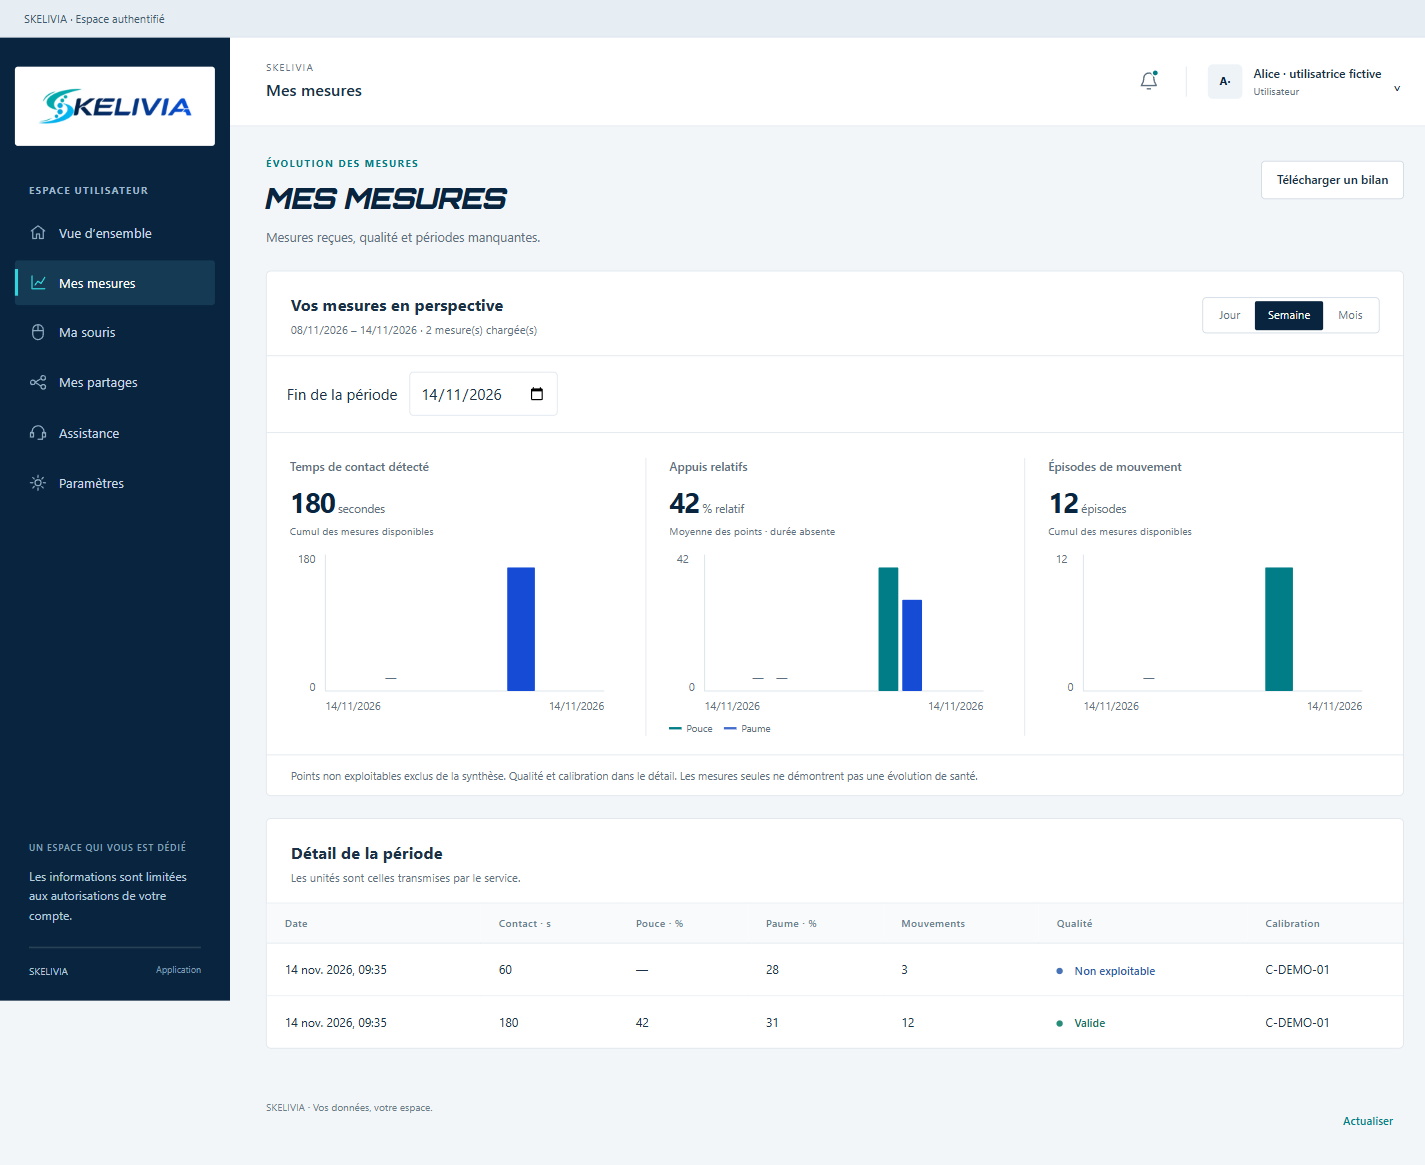 SKELIVIA · Espace authentifié
SKELIVIA
ESPACE UTILISATEUR
Vue d'ensemble
Mes mesures
Ma souris
Mes partages
Assistance
Paramètres
UN ESPACE QUI VOUS EST DÉDIÉ
Les informations sont limitées
aux autorisations de votre
compte.
SKELIVIA Application
SKELIVIA
Mes mesures
A·
Alice · utilisatrice fictive
Utilisateur
ÉVOLUTION DES MESURES
MES MESURES
Mesures reçues, qualité et périodes manquantes.
Télécharger un bilan
Vos mesures en perspective
08/11/2026 – 14/11/2026 · 2 mesure(s) chargée(s)
Jour Semaine Mois
Fin de la période 14/11/2026
Temps de contact détecté
180 secondes
Cumul des mesures disponibles
180
—
0
14/11/2026 14/11/2026
Appuis relatifs
42 % relatif
Moyenne des points · durée absente
42
— —
0
14/11/2026 14/11/2026
Pouce Paume
Épisodes de mouvement
12 épisodes
Cumul des mesures disponibles
12
—
0
14/11/2026 14/11/2026
Points non exploitables exclus de la synthèse. Qualité et calibration dans le détail. Les mesures seules ne démontrent pas une évolution de santé.
Détail de la période
Les unités sont celles transmises par le service.
Date Contact · s Pouce · % Paume · % Mouvements Qualité Calibration
14 nov. 2026, 09:35 60 — 28 3 Non exploitable C-DEMO-01
14 nov. 2026, 09:35 180 42 31 12 Valide C-DEMO-01
SKELIVIA · Vos données, votre espace.
Actualiser